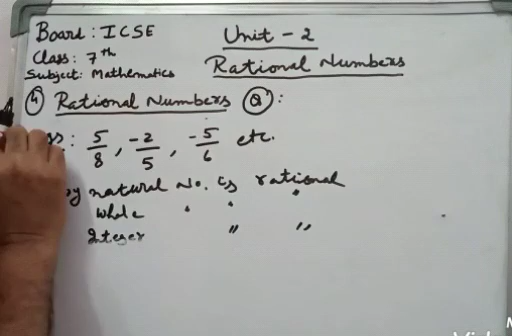 Board : ICSE
Unit - 2
Class : 7th
Subject: Mathematics
Rational Numbers
4 Rational Numbers Q :
: 5/8 , -2/5 , -5/6 etc.
natural No. is rational
Whole " " "
Integer " "